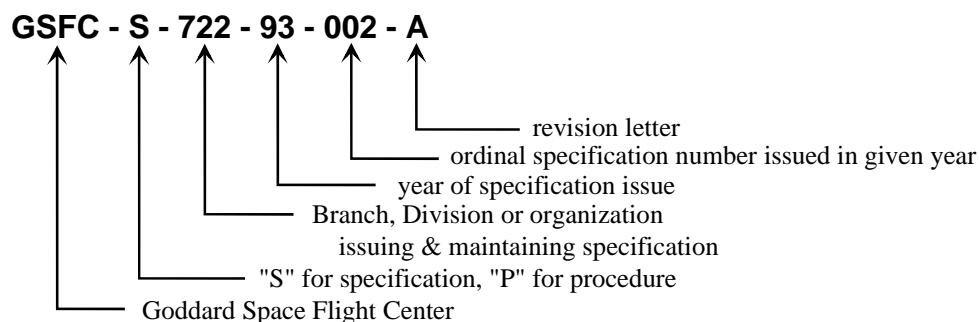 GSFC - S - 722 - 93 - 002 - A
revision letter
ordinal specification number issued in given year
year of specification issue
Branch, Division or organization
issuing & maintaining specification
"S" for specification, "P" for procedure
Goddard Space Flight Center